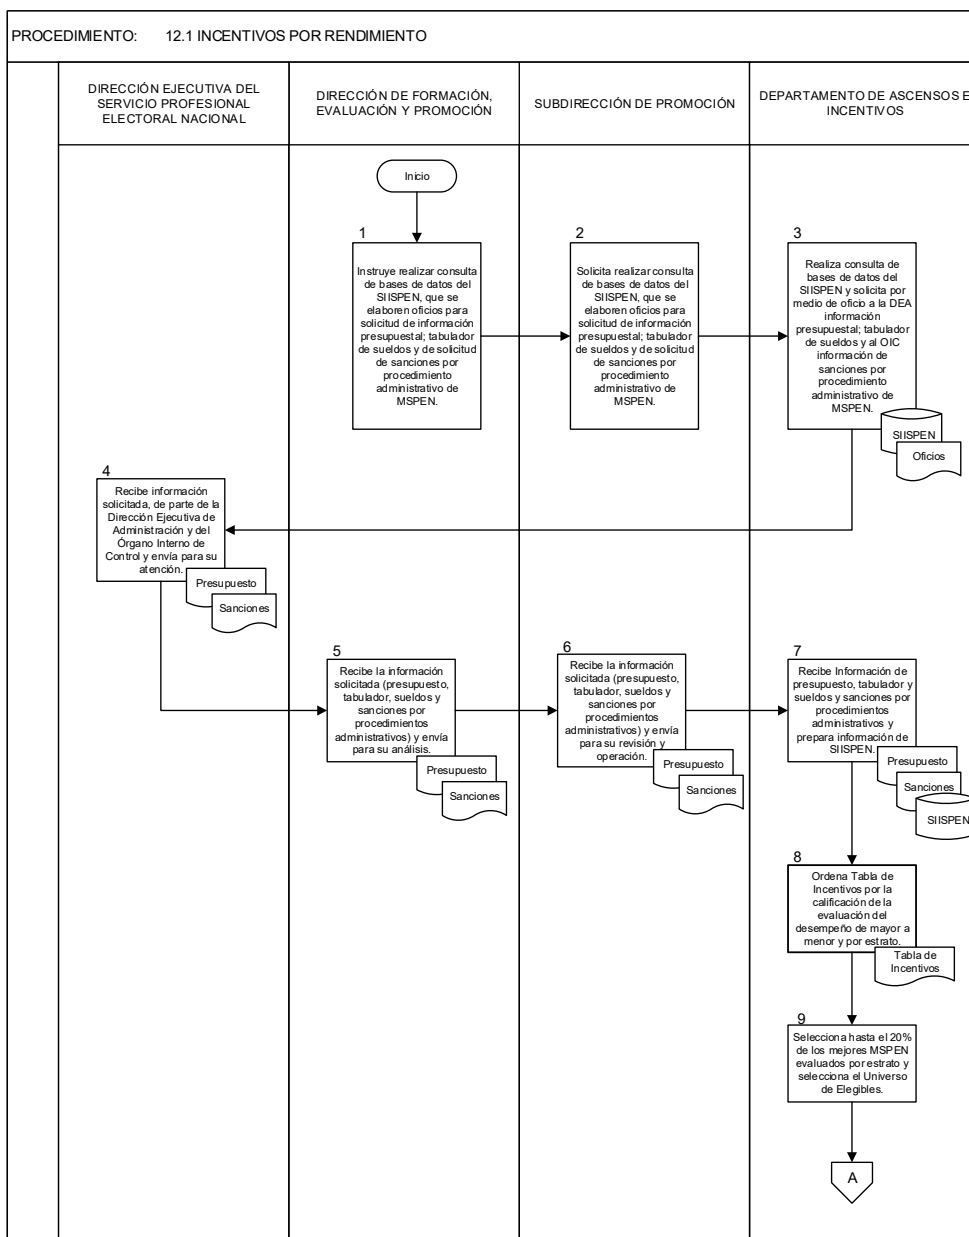 PROCEDIMIENTO: 12.1 INCENTIVOS POR RENDIMIENTO
DIRECCIÓN EJECUTIVA DEL
SERVICIO PROFESIONAL
ELECTORAL NACIONAL
DIRECCIÓN DE FORMACIÓN,
EVALUACIÓN Y PROMOCIÓN
SUBDIRECCIÓN DE PROMOCIÓN
DEPARTAMENTO DE ASCENSOS E
INCENTIVOS
Inicio
1
Instruye realizar consulta
de bases de datos del
SIISPEN, que se
elaboren oficios para
solicitud de información
presupuestal; tabulador
de sueldos y de solicitud
de sanciones por
procedimiento
administrativo de
MSPEN.
2
Solicita realizar consulta
de bases de datos del
SIISPEN, que se
elaboren oficios para
solicitud de información
presupuestal; tabulador
de sueldos y de solicitud
de sanciones por
procedimiento
administrativo de
MSPEN.
3
Realiza consulta de
bases de datos del
SIISPEN y solicita por
medio de oficio a la DEA
información
presupuestal; tabulador
de sueldos y al OIC
información de
sanciones por
procedimiento
administrativo de
MSPEN.
SIISPEN
Oficios
4
Recibe información
solicitada, de parte de la
Dirección Ejecutiva de
Administración y del
Órgano Interno de
Control y envía para su
atención.
Presupuesto
Sanciones
5
Recibe la información
solicitada (presupuesto,
tabulador, sueldos y
sanciones por
procedimientos
administrativos) y envía
para su análisis.
Presupuesto
Sanciones
6
Recibe la información
solicitada (presupuesto,
tabulador, sueldos y
sanciones por
procedimientos
administrativos) y envía
para su revisión y
operación.
Presupuesto
Sanciones
7
Recibe Información de
presupuesto, tabulador y
sueldos y sanciones por
procedimientos
administrativos y
prepara información de
SIISPEN.
Presupuesto
Sanciones
SIISPEN
8
Ordena Tabla de
Incentivos por la
calificación de la
evaluación del
desempeño de mayor a
menor y por estrato.
Tabla de
Incentivos
9
Selecciona hasta el 20%
de los mejores MSPEN
evaluados por estrato y
selecciona el Universo
de Elegibles.
A